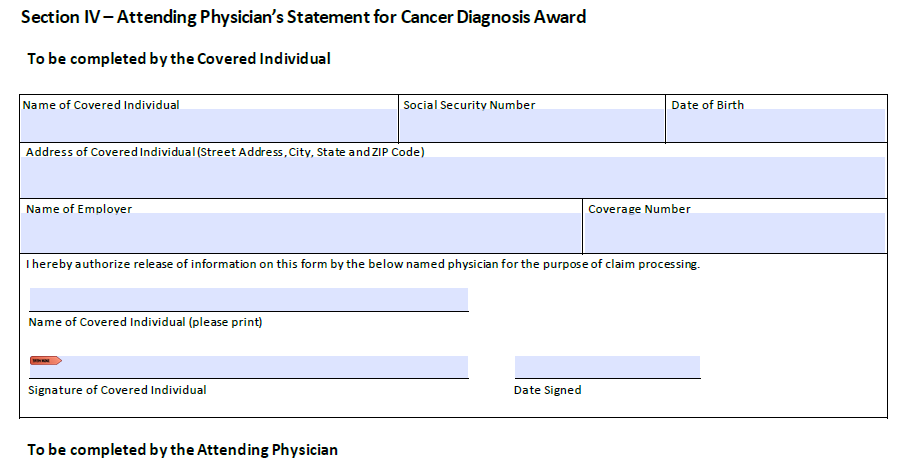 Section IV – Attending Physician's Statement for Cancer Diagnosis Award
To be completed by the Covered Individual
Name of Covered Individual
Social Security Number
Date of Birth
Address of Covered Individual (Street Address, City, State and ZIP Code)
Name of Employer
Coverage Number
I hereby authorize release of information on this form by the below named physician for the purpose of claim processing.
Name of Covered Individual (please print)
Signature of Covered Individual
Date Signed
To be completed by the Attending Physician